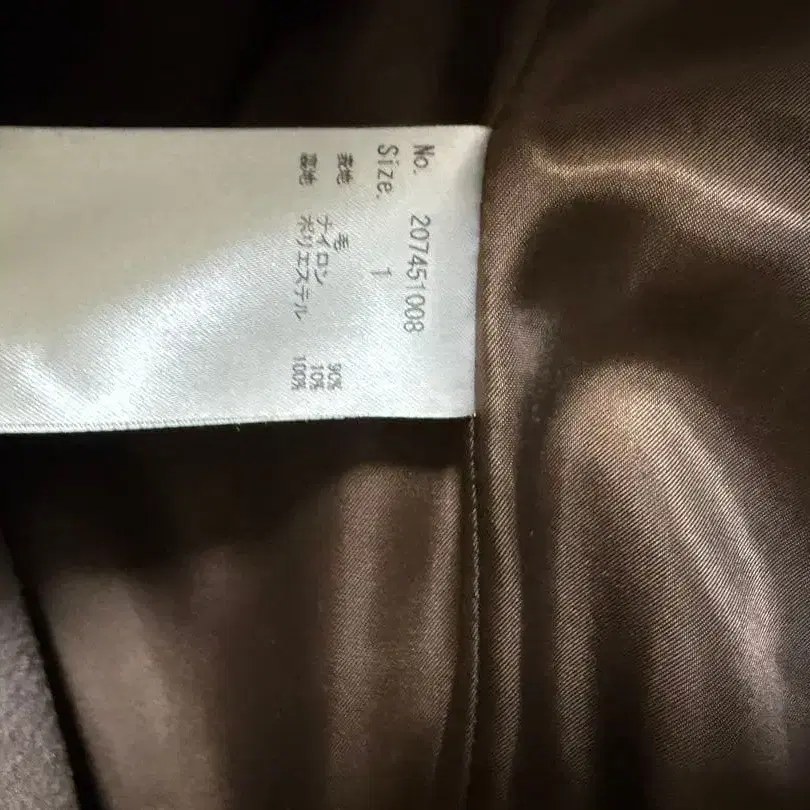 No. 207451008
Size. 1
表地 毛 90%
ナイロン 10%
裏地 ポリエステル 100%